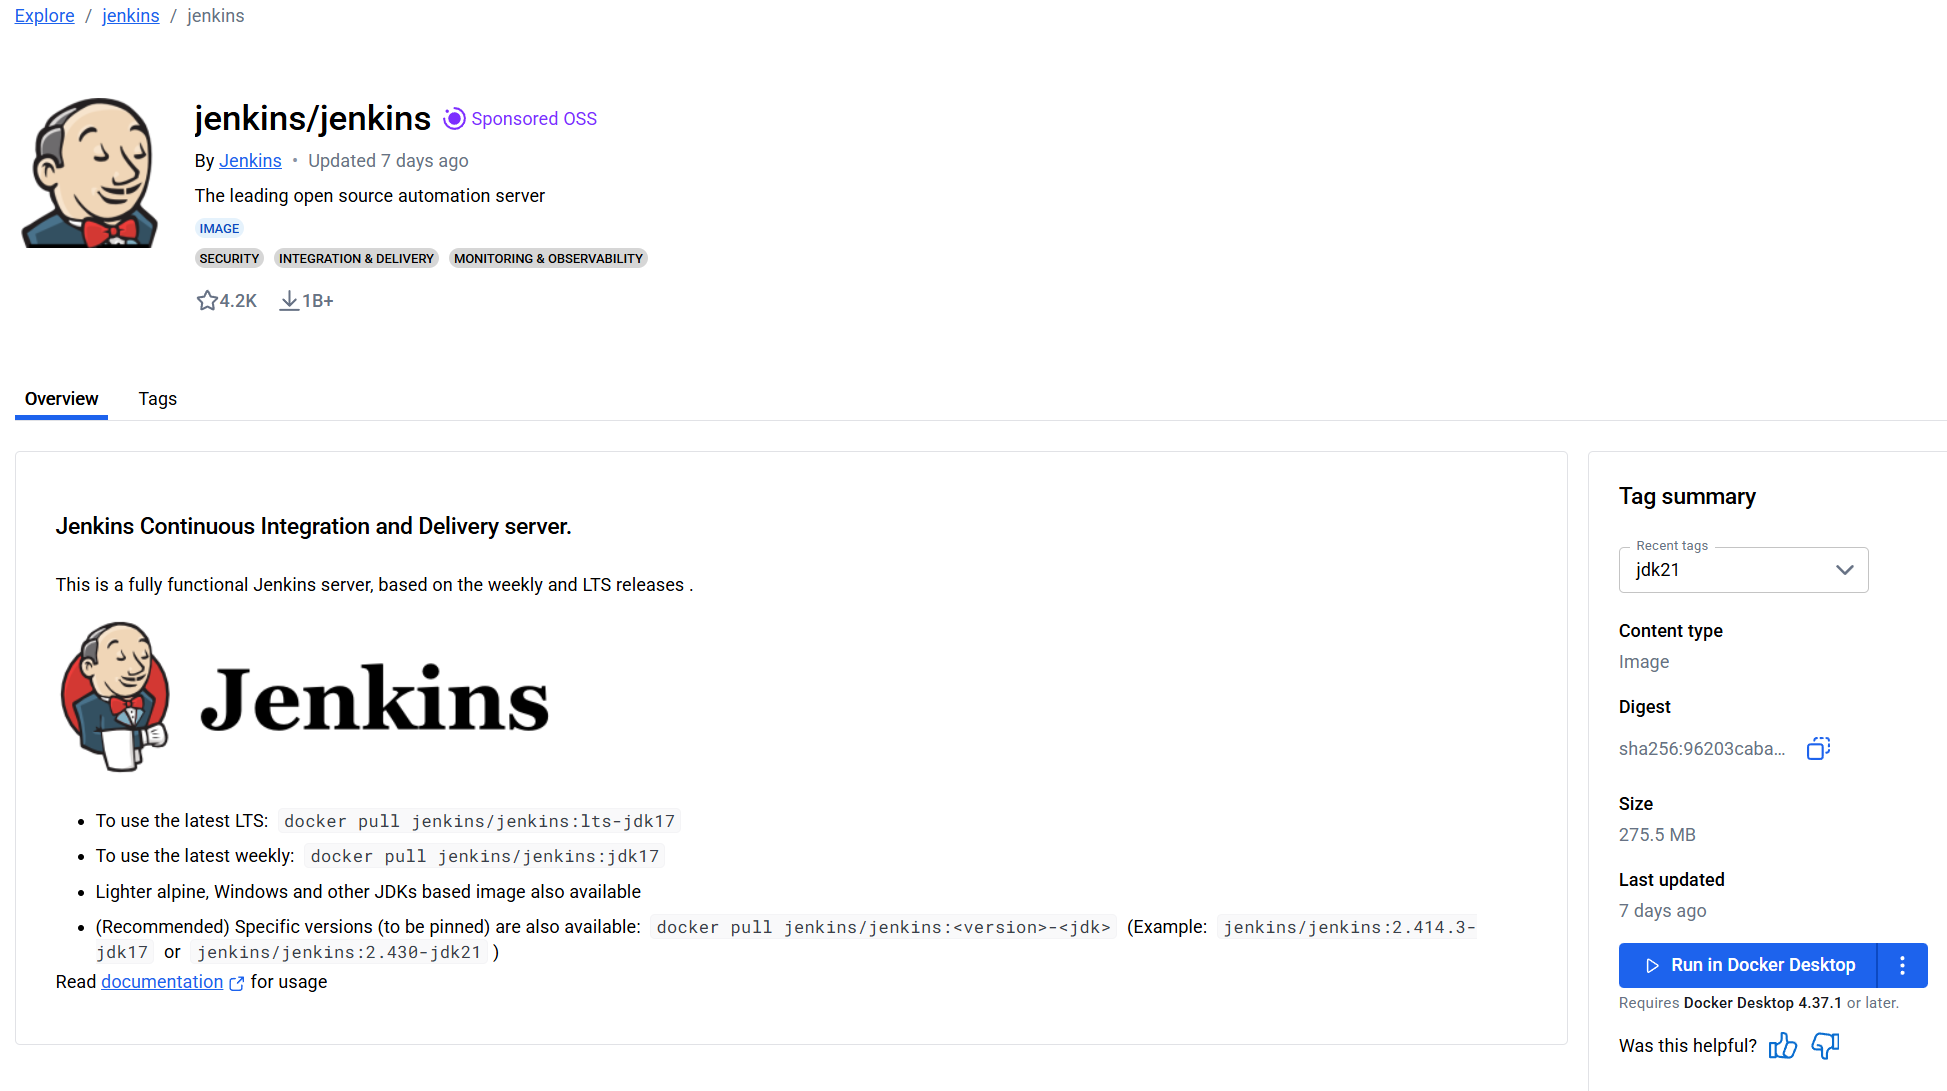 Explore / jenkins / jenkins
jenkins/jenkins Sponsored OSS
By Jenkins • Updated 7 days ago
The leading open source automation server
IMAGE
SECURITY INTEGRATION & DELIVERY MONITORING & OBSERVABILITY
4.2K 1B+
Overview Tags
Jenkins Continuous Integration and Delivery server.
This is a fully functional Jenkins server, based on the weekly and LTS releases .
Jenkins
• To use the latest LTS: docker pull jenkins/jenkins:lts-jdk17
• To use the latest weekly: docker pull jenkins/jenkins:jdk17
• Lighter alpine, Windows and other JDKs based image also available
• (Recommended) Specific versions (to be pinned) are also available: docker pull jenkins/jenkins:<version>-<jdk> (Example: jenkins/jenkins:2.414.3-
jdk17 or jenkins/jenkins:2.430-jdk21 )
Read documentation for usage
Tag summary
Recent tags
jdk21
Content type
Image
Digest
sha256:96203caba...
Size
275.5 MB
Last updated
7 days ago
Run in Docker Desktop
Requires Docker Desktop 4.37.1 or later.
Was this helpful?